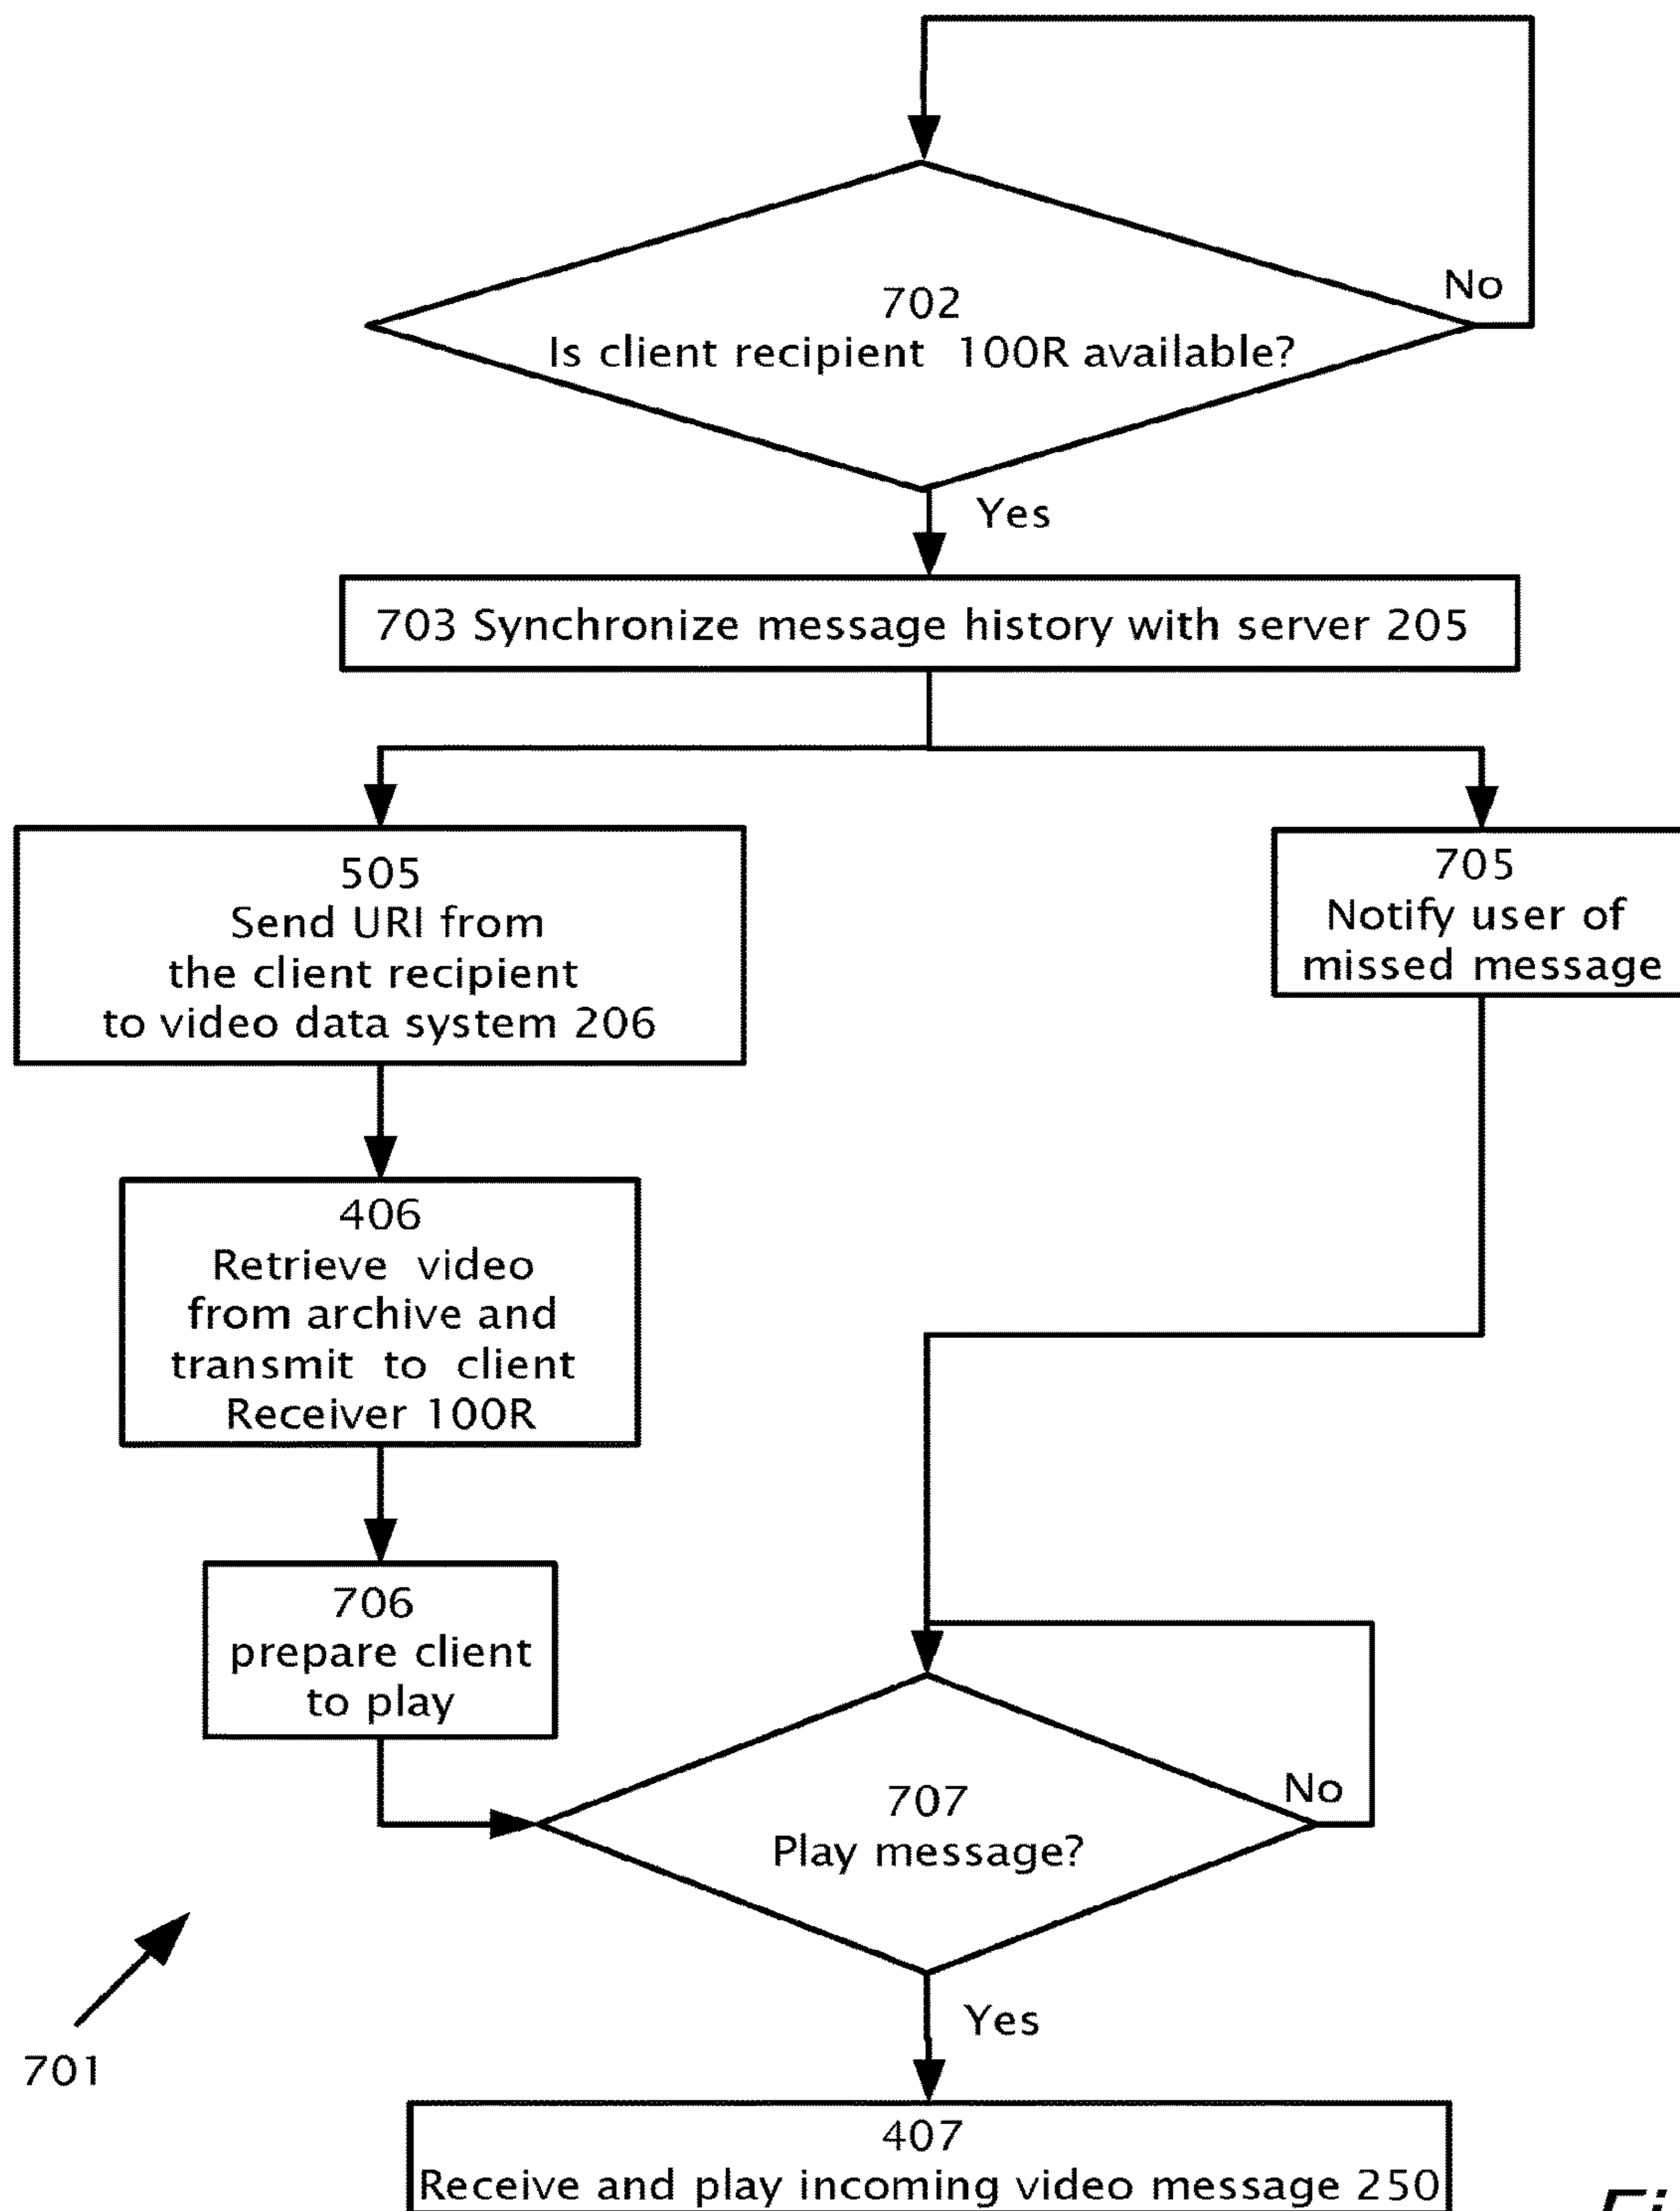 No
702
Is client recipient 100R available?
Yes
703 Synchronize message history with server 205
505
Send URI from
the client recipient
to video data system 206
705
Notify user of
missed message
406
Retrieve video
from archive and
transmit to client
Receiver 100R
706
prepare client
to play
No
707
Play message?
Yes
701
407
Receive and play incoming video message 250